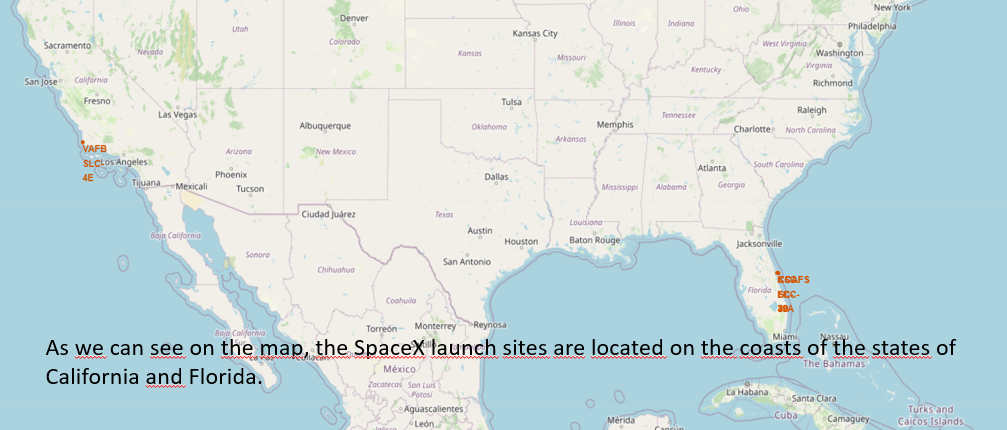 New York
Ohio
Denver
Illinois
Indiana
Philadelphia
Utah
Kansas City
Sacramento
Nevada
Colorado
West Virginia
Washington
Kansas
Missouri
Virginia
San Jose
California
Kentucky
Richmond
Fresno
Las Vegas
Tulsa
Raleigh
Albuquerque
Oklahoma
Memphis
Tennessee
Charlotte
North Carolina
VAFB
Arizona
New Mexico
Arkansas
SLC-
Los Angeles
Phoenix
Dallas
Atlanta
South Carolina
4E
Tijuana
Mexicali
Tucson
Mississippi
Alabama
Georgia
Ciudad Juárez
Texas
Louisiana
Baja California
Austin
Houston
Baton Rouge
Jacksonville
Sonora
San Antonio
Chihuahua
Florida
Coahuila
Torreón
Monterrey
Reynosa
Baja California
Miami
Nassau
As we can see on the map, the SpaceX launch sites are located on the coasts of the states of
California and Florida.
The Bahamas
México
Zacatecas
San Luis
Potosí
La Habana
Santa Clara
Aguascalientes
Cuba
Camaguey
Turks and
Caicos Islands
León
Mérida
Cancún